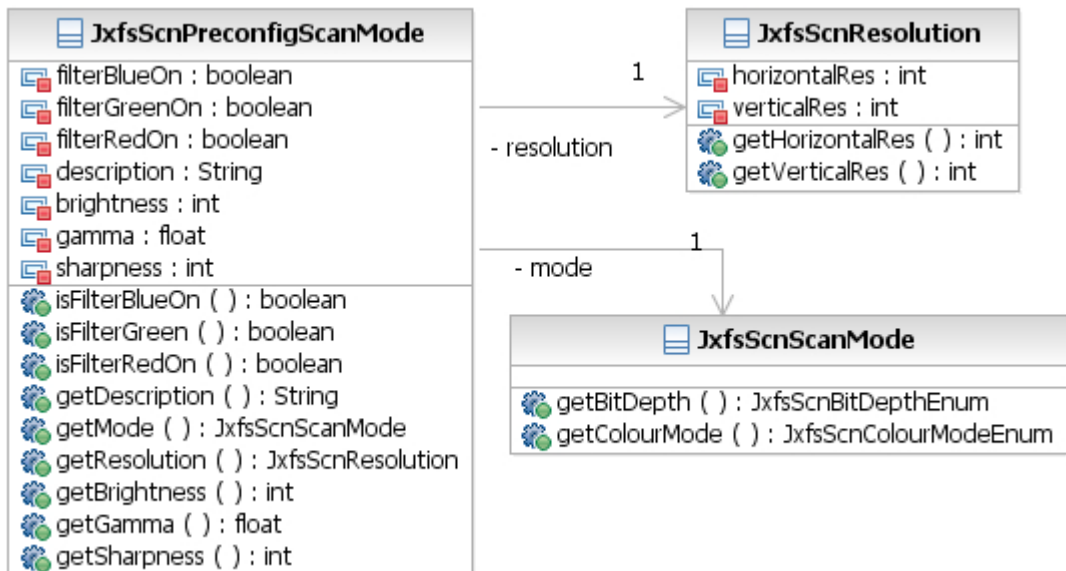 JxfsScnPreconfigScanMode
filterBlueOn : boolean
filterGreenOn : boolean
filterRedOn : boolean
description : String
brightness : int
gamma : float
sharpness : int
isFilterBlueOn ( ) : boolean
isFilterGreen ( ) : boolean
isFilterRedOn ( ) : boolean
getDescription ( ) : String
getMode ( ) : JxfsScnScanMode
getResolution ( ) : JxfsScnResolution
getBrightness ( ) : int
getGamma ( ) : float
getSharpness ( ) : int
1
- resolution
JxfsScnResolution
horizontalRes : int
verticalRes : int
getHorizontalRes ( ) : int
getVerticalRes ( ) : int
1
- mode
JxfsScnScanMode
getBitDepth ( ) : JxfsScnBitDepthEnum
getColourMode ( ) : JxfsScnColourModeEnum